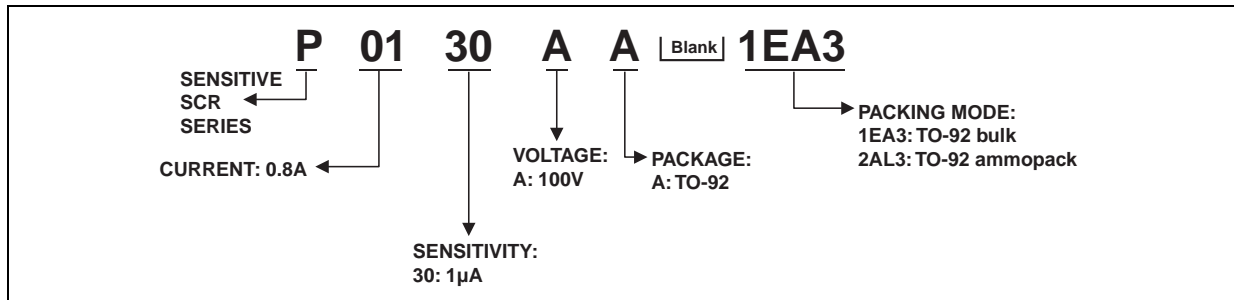 P 01 30 A A Blank 1EA3
SENSITIVE
SCR
SERIES
CURRENT: 0.8A
SENSITIVITY:
30: 1µA
VOLTAGE:
A: 100V
PACKAGE:
A: TO-92
PACKING MODE:
1EA3: TO-92 bulk
2AL3: TO-92 ammopack